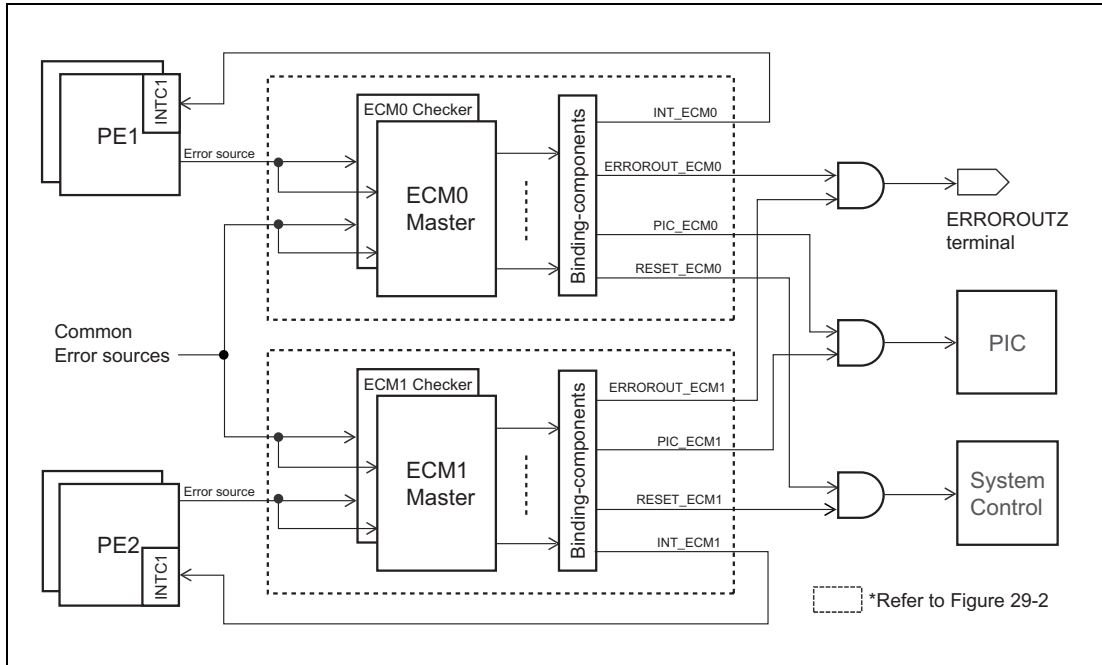 INTC1
PE1
Error source
ECM0 Checker
ECM0
Master
Binding-components
INT_ECM0
ERROROUT_ECM0
PIC_ECM0
RESET_ECM0
ERROROUTZ
terminal
Common
Error sources
PIC
ECM1 Checker
ECM1
Master
Binding-components
ERROROUT_ECM1
PIC_ECM1
RESET_ECM1
INT_ECM1
Error source
PE2
INTC1
System
Control
*Refer to Figure 29-2